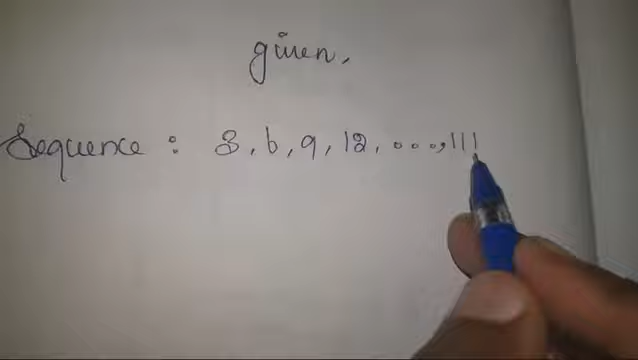 given,
Sequence : 3, 6, 9, 12, ...,111